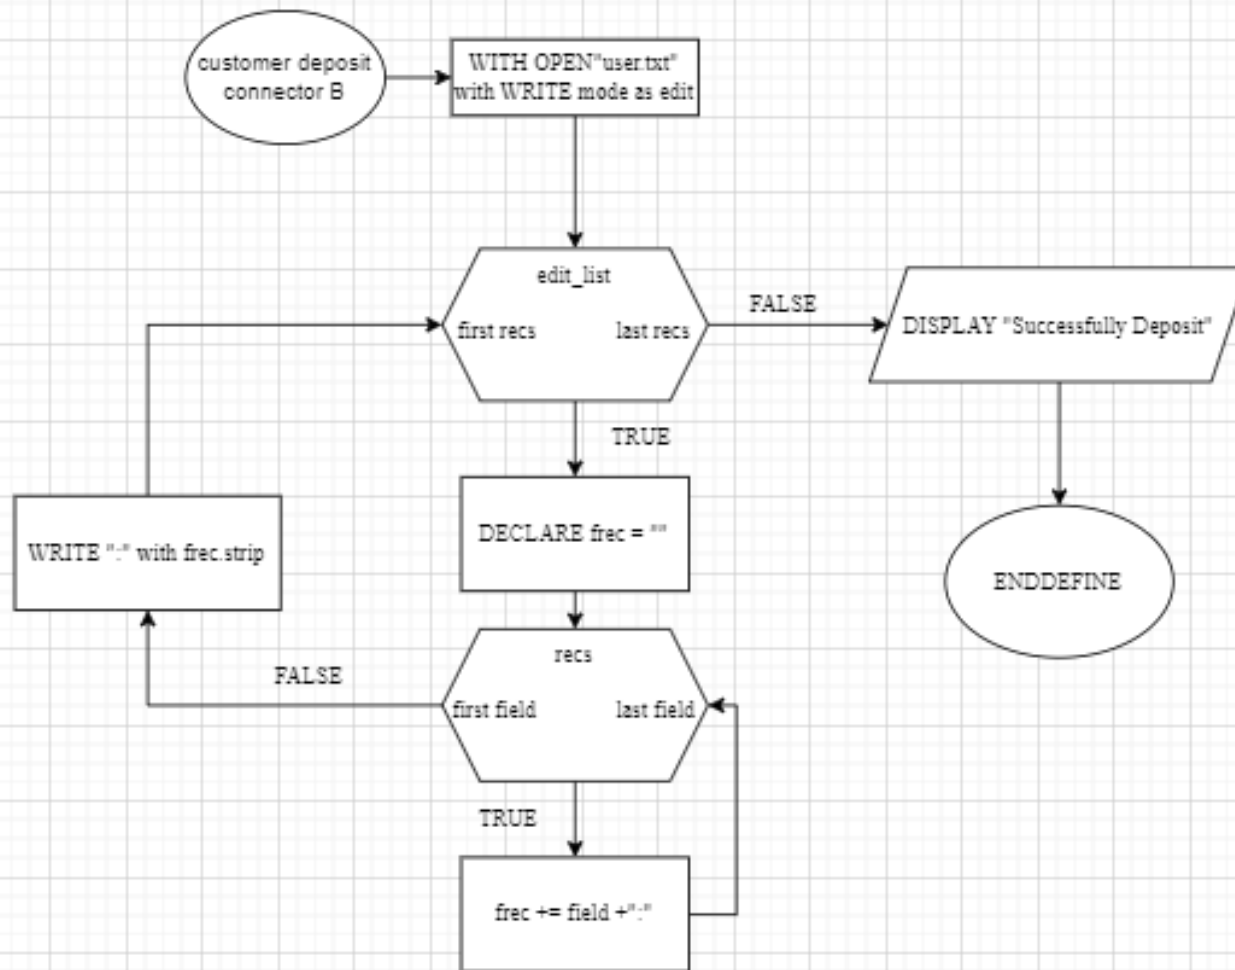 customer deposit
connector B
WITH OPEN"user.txt"
with WRITE mode as edit
edit_list
first recs
last recs
FALSE
DISPLAY "Successfully Deposit"
TRUE
DECLARE frec = ""
WRITE ":" with frec.strip
ENDDEFINE
recs
FALSE
first field
last field
TRUE
frec += field +":"